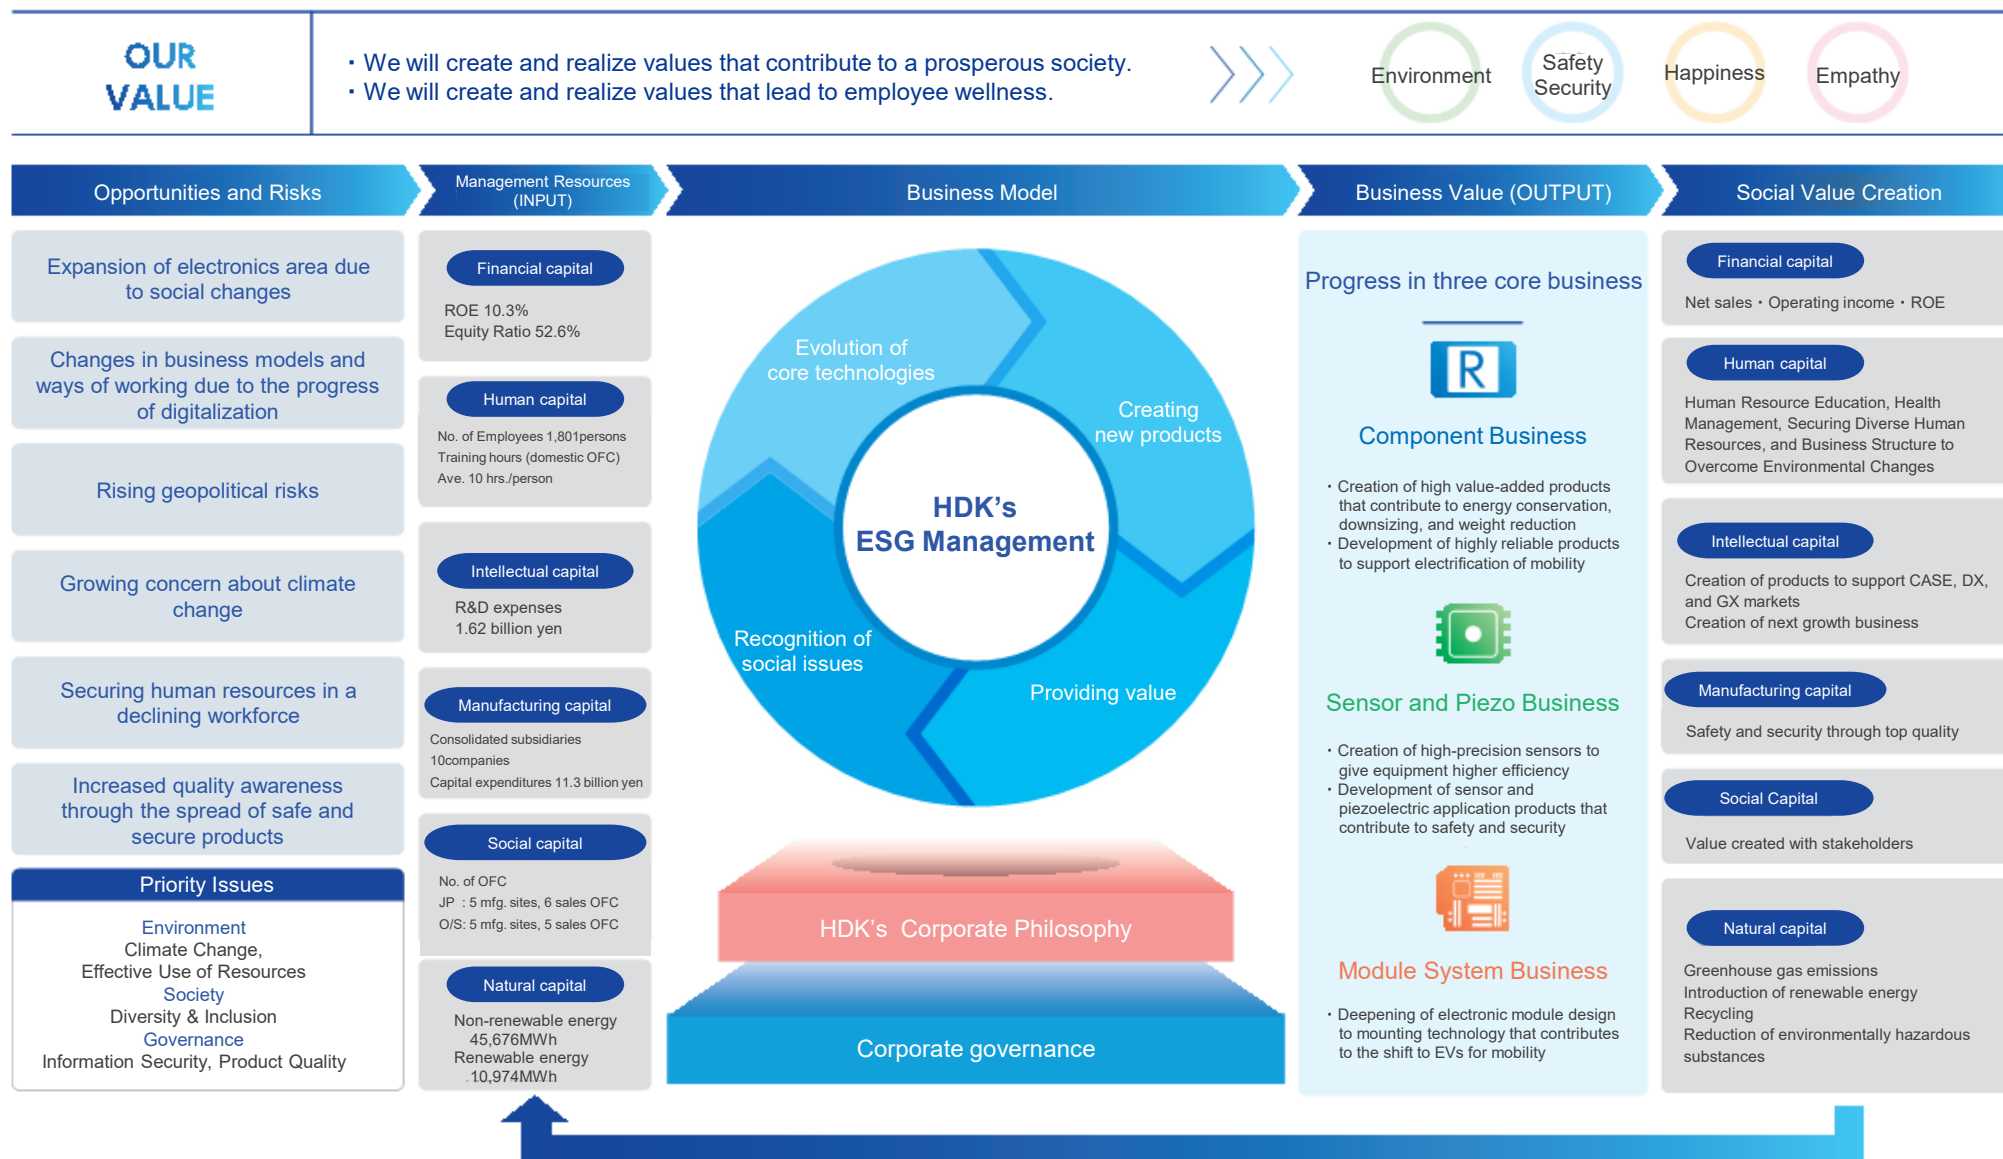 OUR
VALUE
・We will create and realize values that contribute to a prosperous society.
・We will create and realize values that lead to employee wellness.
Environment
Safety
Security
Happiness
Empathy
Opportunities and Risks
Expansion of electronics area due
to social changes
Changes in business models and
ways of working due to the progress
of digitalization
Rising geopolitical risks
Growing concern about climate
change
Securing human resources in a
declining workforce
Increased quality awareness
through the spread of safe and
secure products
Priority Issues
Environment
Climate Change,
Effective Use of Resources
Society
Diversity & Inclusion
Governance
Information Security, Product Quality
Management Resources
(INPUT)
Financial capital
ROE 10.3%
Equity Ratio 52.6%
Human capital
No. of Employees 1,801persons
Training hours (domestic OFC)
Ave. 10 hrs./person
Intellectual capital
R&D expenses
1.62 billion yen
Manufacturing capital
Consolidated subsidiaries
10companies
Capital expenditures 11.3 billion yen
Social capital
No. of OFC
JP : 5 mfg. sites, 6 sales OFC
O/S: 5 mfg. sites, 5 sales OFC
Natural capital
Non-renewable energy
45,676MWh
Renewable energy
10,974MWh
Business Model
Evolution of
core technologies
Creating
new products
HDK's
ESG Management
Recognition of
social issues
Providing value
HDK's Corporate Philosophy
Corporate governance
Business Value (OUTPUT)
Progress in three core business
R
Component Business
・Creation of high value-added products
that contribute to energy conservation,
downsizing, and weight reduction
・Development of highly reliable products
to support electrification of mobility
Sensor and Piezo Business
・Creation of high-precision sensors to
give equipment higher efficiency
・Development of sensor and
piezoelectric application products that
contribute to safety and security
Module System Business
・Deepening of electronic module design
to mounting technology that contributes
to the shift to EVs for mobility
Social Value Creation
Financial capital
Net sales・Operating income・ROE
Human capital
Human Resource Education, Health
Management, Securing Diverse Human
Resources, and Business Structure to
Overcome Environmental Changes
Intellectual capital
Creation of products to support CASE, DX,
and GX markets
Creation of next growth business
Manufacturing capital
Safety and security through top quality
Social Capital
Value created with stakeholders
Natural capital
Greenhouse gas emissions
Introduction of renewable energy
Recycling
Reduction of environmentally hazardous
substances